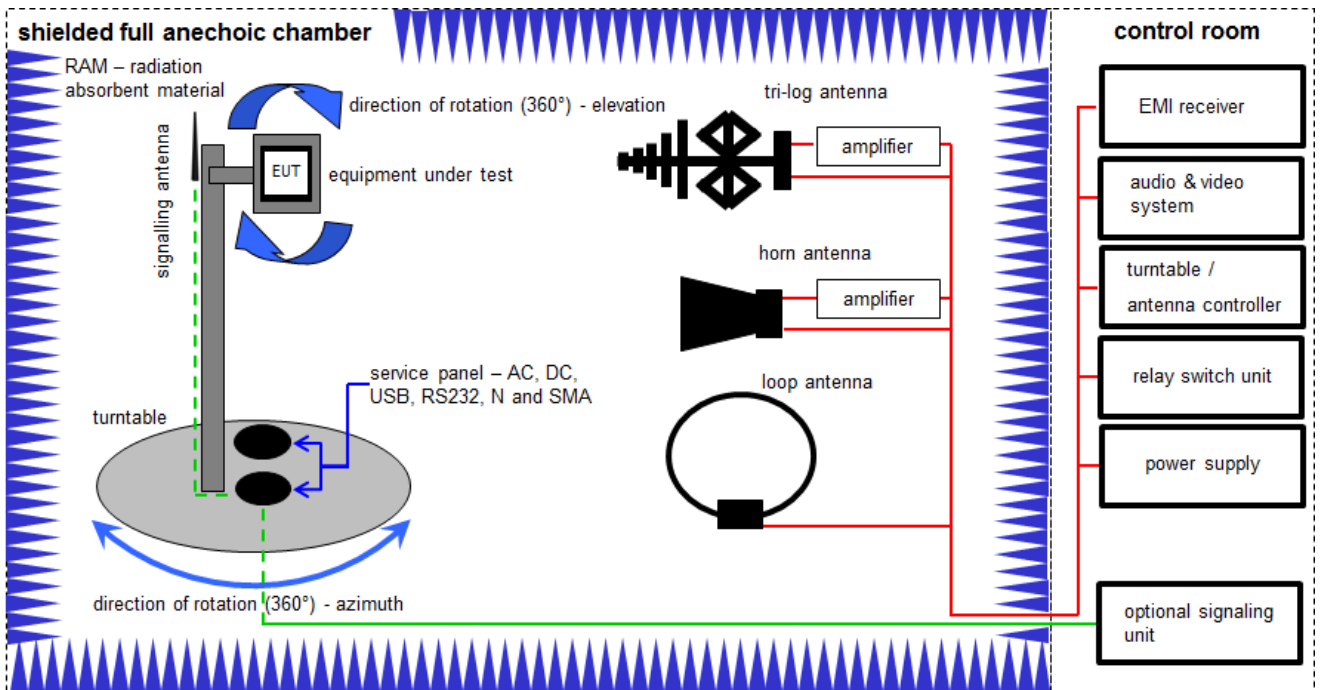 shielded full anechoic chamber
control room
RAM – radiation
absorbent material
signalling antenna
direction of rotation (360°) - elevation
EUT
equipment under test
tri-log antenna
amplifier
horn antenna
amplifier
loop antenna
service panel – AC, DC,
USB, RS232, N and SMA
turntable
direction of rotation (360°) - azimuth
EMI receiver
audio & video
system
turntable /
antenna controller
relay switch unit
power supply
optional signaling
unit